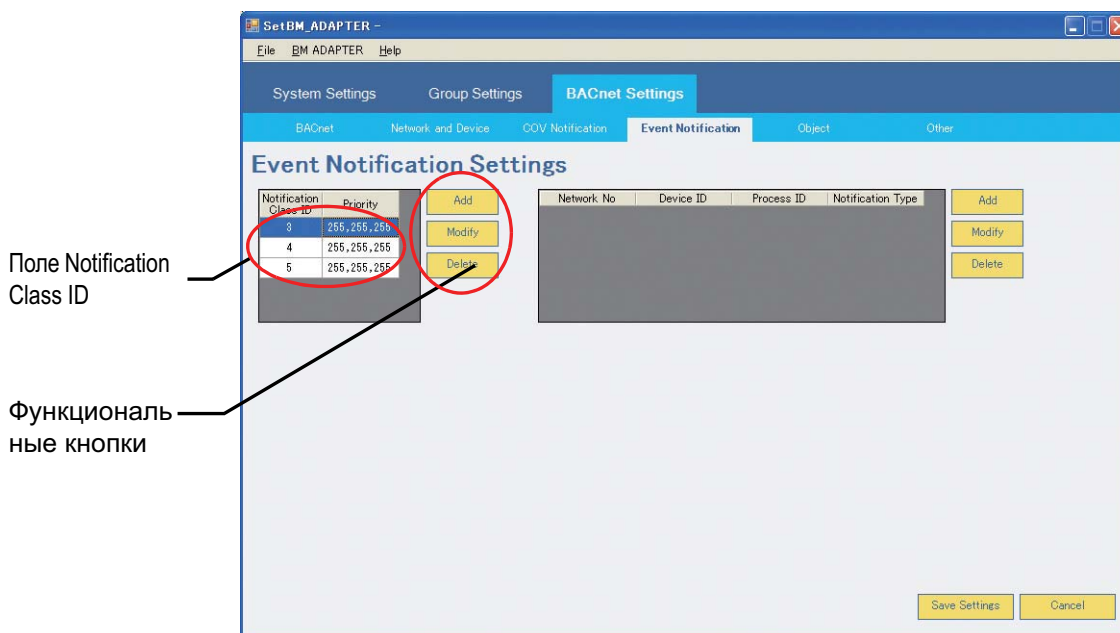 SetBM_ADAPTER -
File BM ADAPTER Help
System Settings Group Settings BACnet Settings
BACnet Network and Device COV Notification Event Notification Object Other
Event Notification Settings
Notification
Class ID Priority
3 255,255,255
4 255,255,255
5 255,255,255
Add
Modify
Delete
Network No Device ID Process ID Notification Type
Add
Modify
Delete
Поле Notification
Class ID
Функциональ
ные кнопки
Save Settings Cancel